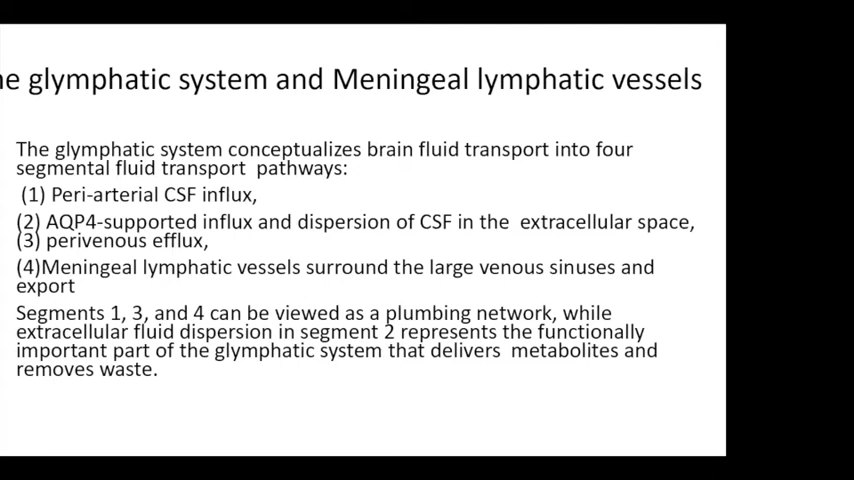 he glymphatic system and Meningeal lymphatic vessels
The glymphatic system conceptualizes brain fluid transport into four
segmental fluid transport pathways:
(1) Peri-arterial CSF influx,
(2) AQP4-supported influx and dispersion of CSF in the extracellular space,
(3) perivenous efflux,
(4)Meningeal lymphatic vessels surround the large venous sinuses and
export
Segments 1, 3, and 4 can be viewed as a plumbing network, while
extracellular fluid dispersion in segment 2 represents the functionally
important part of the glymphatic system that delivers metabolites and
removes waste.